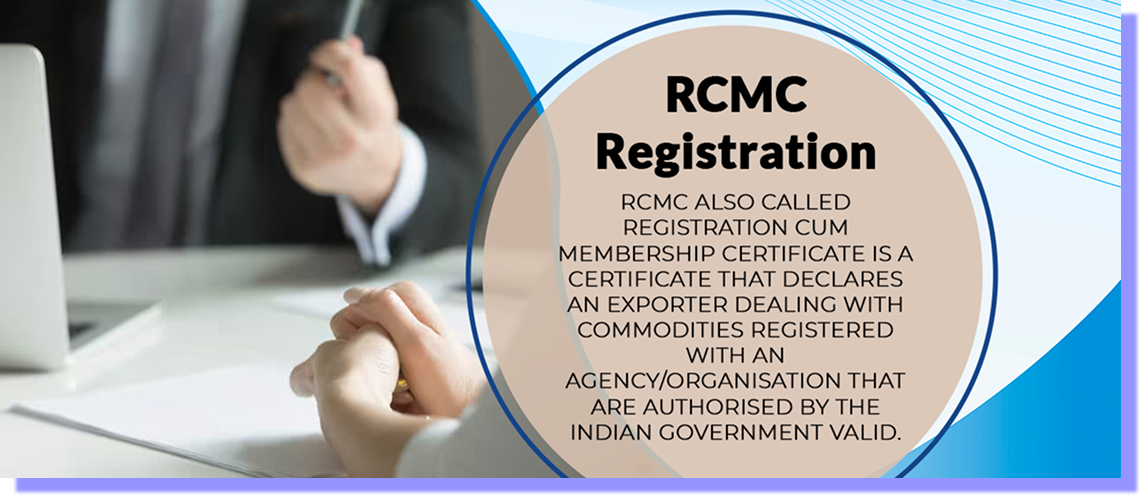 RCMC
Registration
RCMC ALSO CALLED
REGISTRATION CUM
MEMBERSHIP CERTIFICATE IS A
CERTIFICATE THAT DECLARES
AN EXPORTER DEALING WITH
COMMODITIES REGISTERED
WITH AN
AGENCY/ORGANISATION THAT
ARE AUTHORISED BY THE
INDIAN GOVERNMENT VALID.